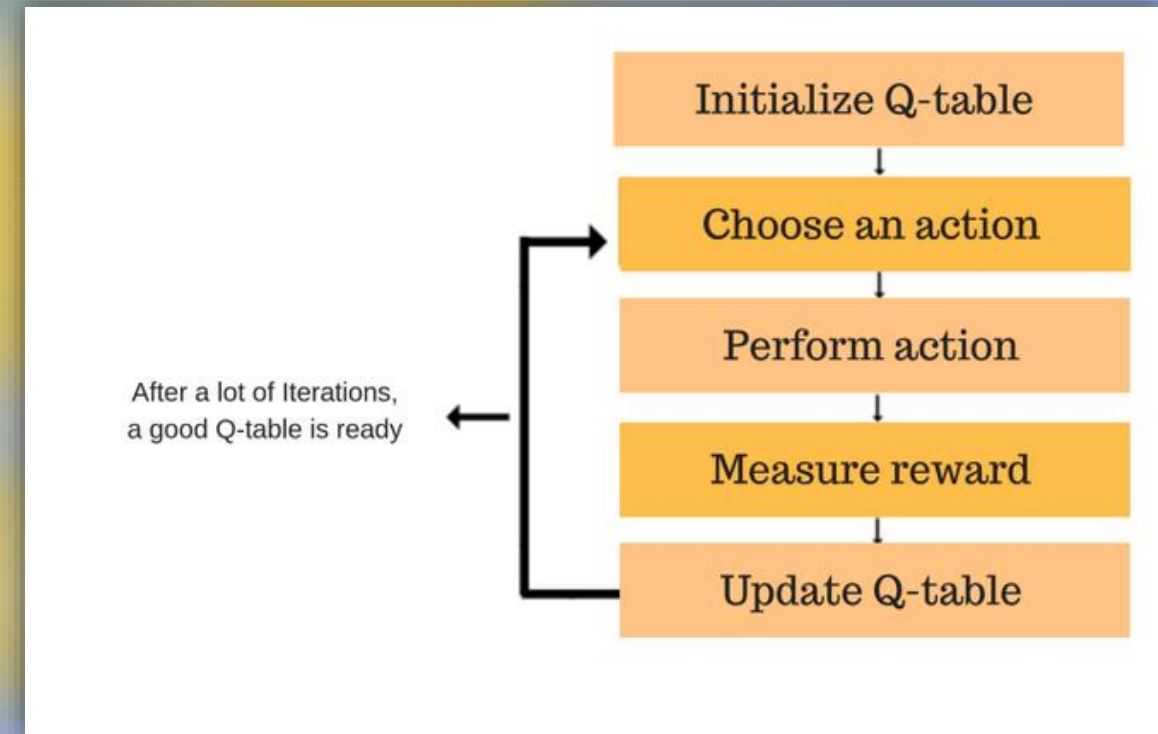 Initialize Q-table
Choose an action
Perform action
After a lot of Iterations,
a good Q-table is ready
Measure reward
Update Q-table